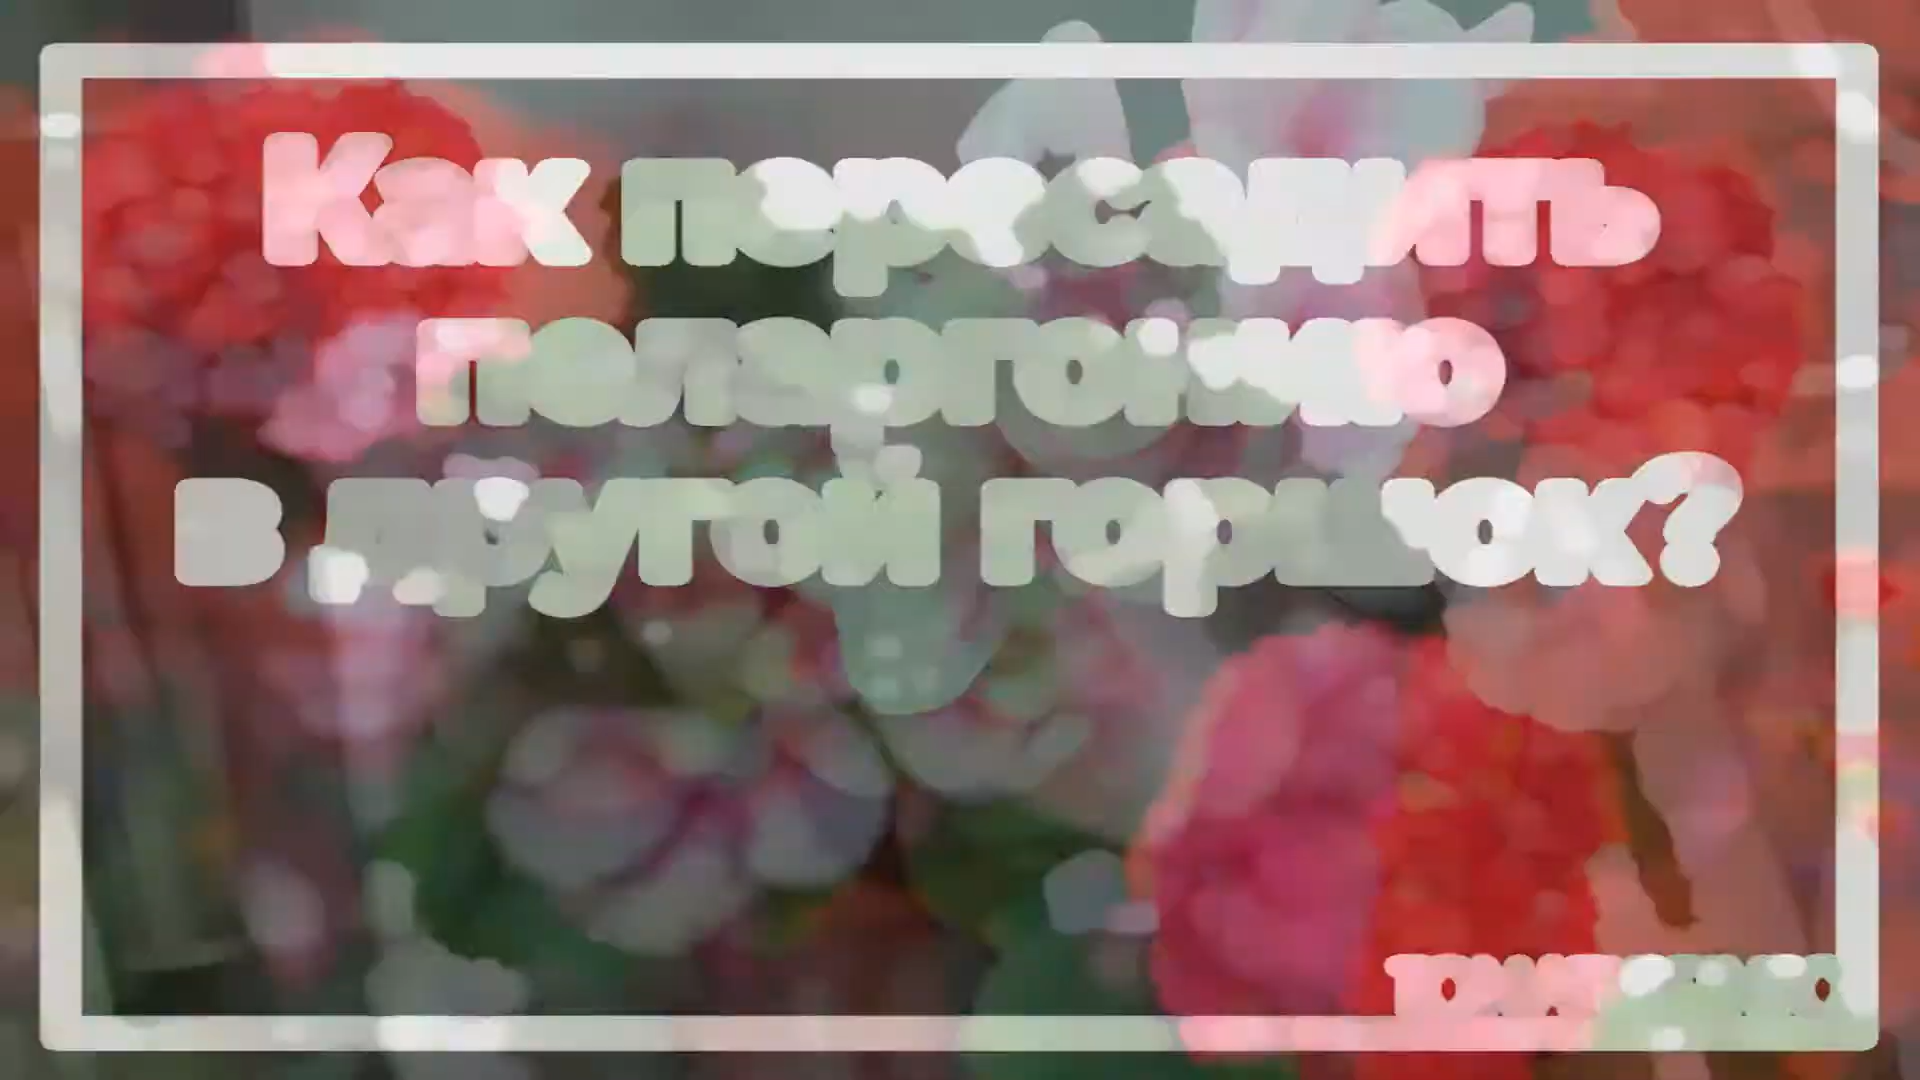 Как пересадить
пеларгонию
в другой горшок?